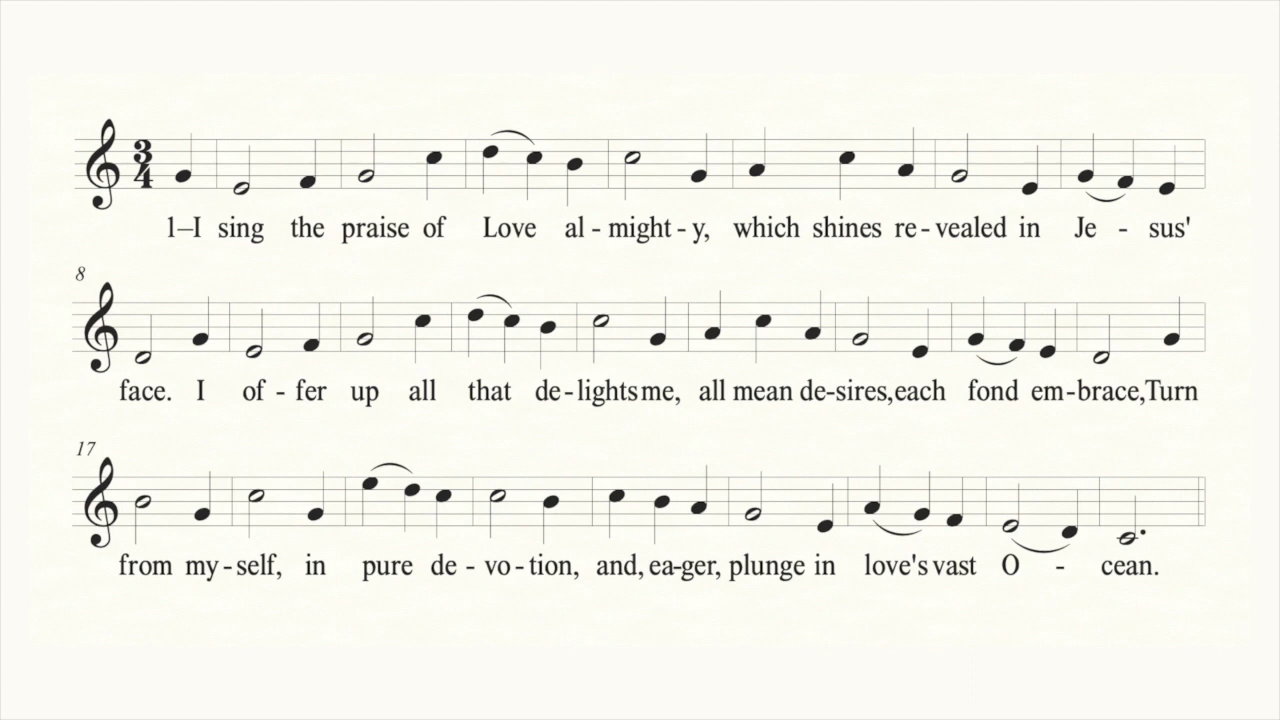 3
4
1–I sing the praise of Love al - might - y, which shines re - vealed in Je - sus'
8
face. I of - fer up all that de - lights me, all mean de - sires, each fond em - brace, Turn
17
from my - self, in pure de - vo - tion, and, ea - ger, plunge in love's vast O - cean.